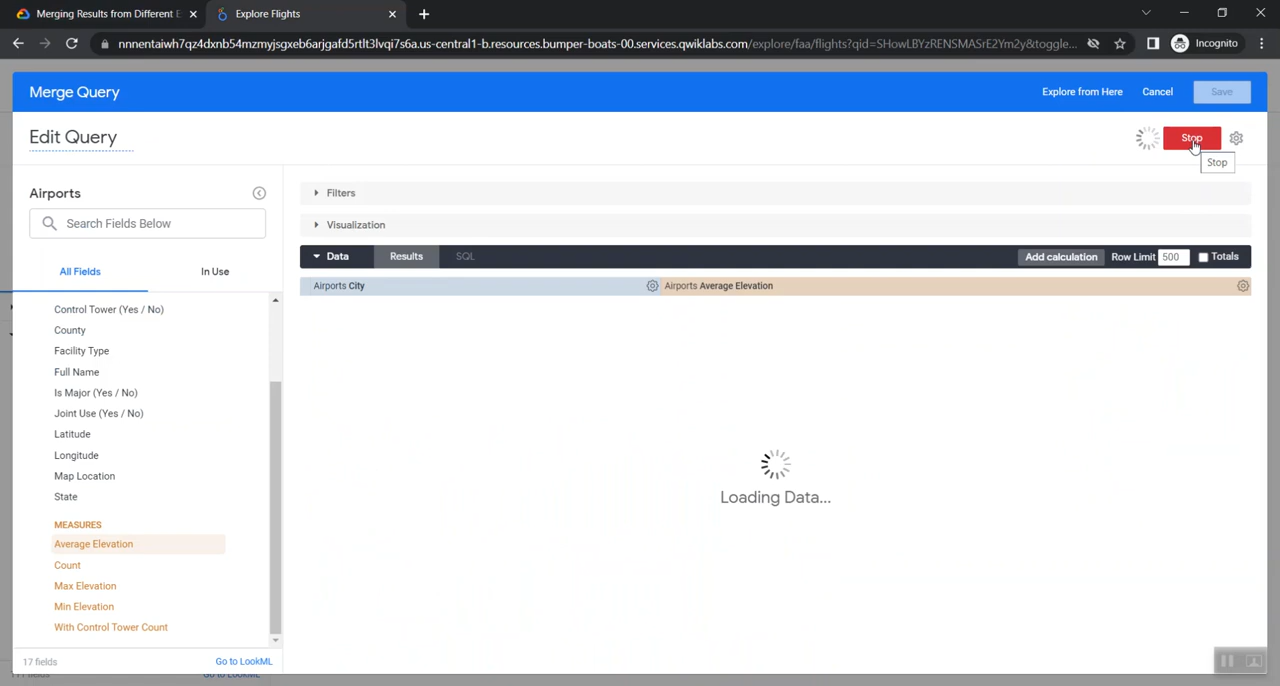 Merging Results from Different E
Explore Flights
nnnentaiwh7qz4dxnb54mzmyjsgxeb6arjgafd5rtlt3lvqi7s6a.us-central1-b.resources.bumper-boats-00.services.qwiklabs.com/explore/faa/flights?qid=SHowLBYzRENSMASrE2Ym2y&toggle...
Incognito
Merge Query
Explore from Here
Cancel
Save
Edit Query
Stop
Stop
Airports
Search Fields Below
All Fields
In Use
Control Tower (Yes / No)
County
Facility Type
Full Name
Is Major (Yes / No)
Joint Use (Yes / No)
Latitude
Longitude
Map Location
State
MEASURES
Average Elevation
Count
Max Elevation
Min Elevation
With Control Tower Count
17 fields
Go to LookML
Filters
Visualization
Data
Results
SQL
Add calculation
Row Limit 500
Totals
Airports City
Airports Average Elevation
Loading Data...
Go to LookML